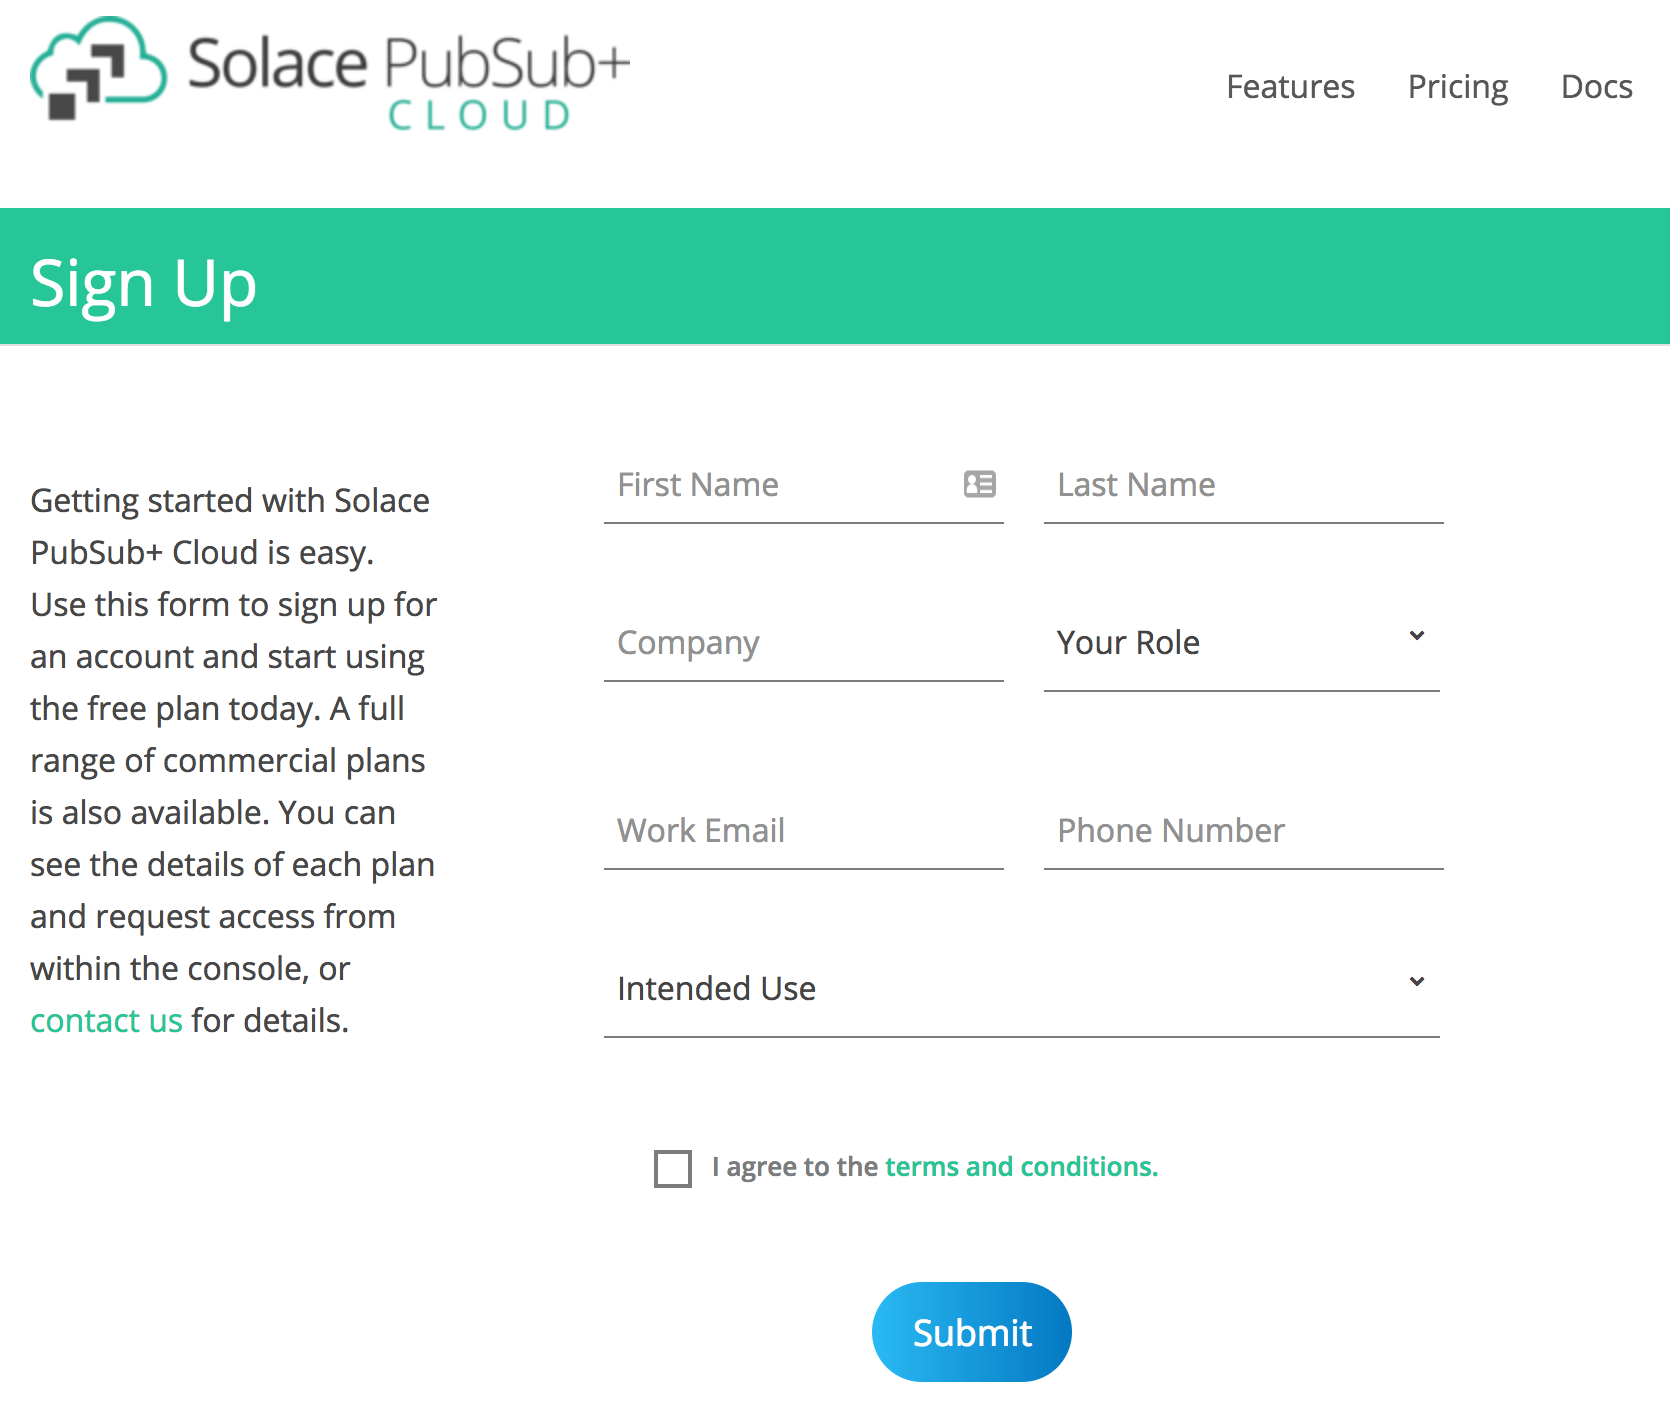 Solace PubSub+
CLOUD
Features Pricing Docs
Sign Up
Getting started with Solace
PubSub+ Cloud is easy.
Use this form to sign up for
an account and start using
the free plan today. A full
range of commercial plans
is also available. You can
see the details of each plan
and request access from
within the console, or
contact us for details.
First Name Last Name
Company Your Role
Work Email Phone Number
Intended Use
I agree to the terms and conditions.
Submit